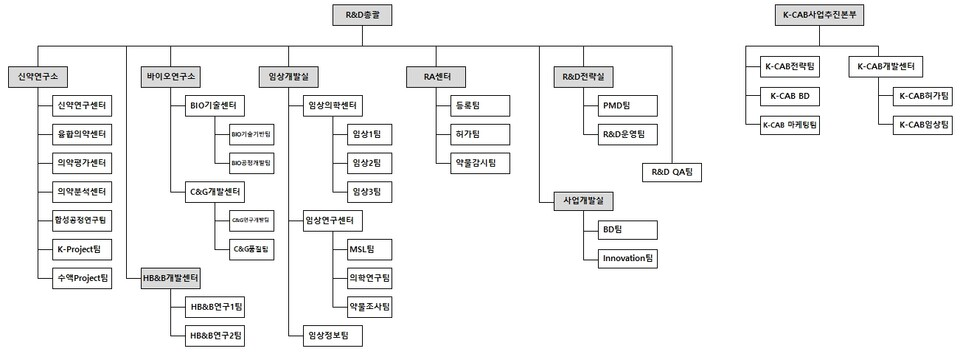 R&D총괄
K-CAB사업추진본부
신약연구소
바이오연구소
임상개발실
RA센터
R&D전략실
K-CAB전략팀
K-CAB개발센터
신약연구센터
BIO기술센터
임상의학센터
등록팀
PMD팀
K-CAB BD
K-CAB허가팀
융합의약센터
BIO기술기반팀
임상1팀
허가팀
R&D운영팀
K-CAB 마케팅팀
K-CAB임상팀
의약평가센터
BIO공정개발팀
임상2팀
약물감시팀
R&D QA팀
의약분석센터
C&G개발센터
임상3팀
사업개발실
합성공정연구팀
C&G연구개발팀
임상연구센터
BD팀
K-Project팀
C&G품질팀
MSL팀
Innovation팀
수액Project팀
HB&B개발센터
의학연구팀
HB&B연구1팀
약물조사팀
HB&B연구2팀
임상정보팀